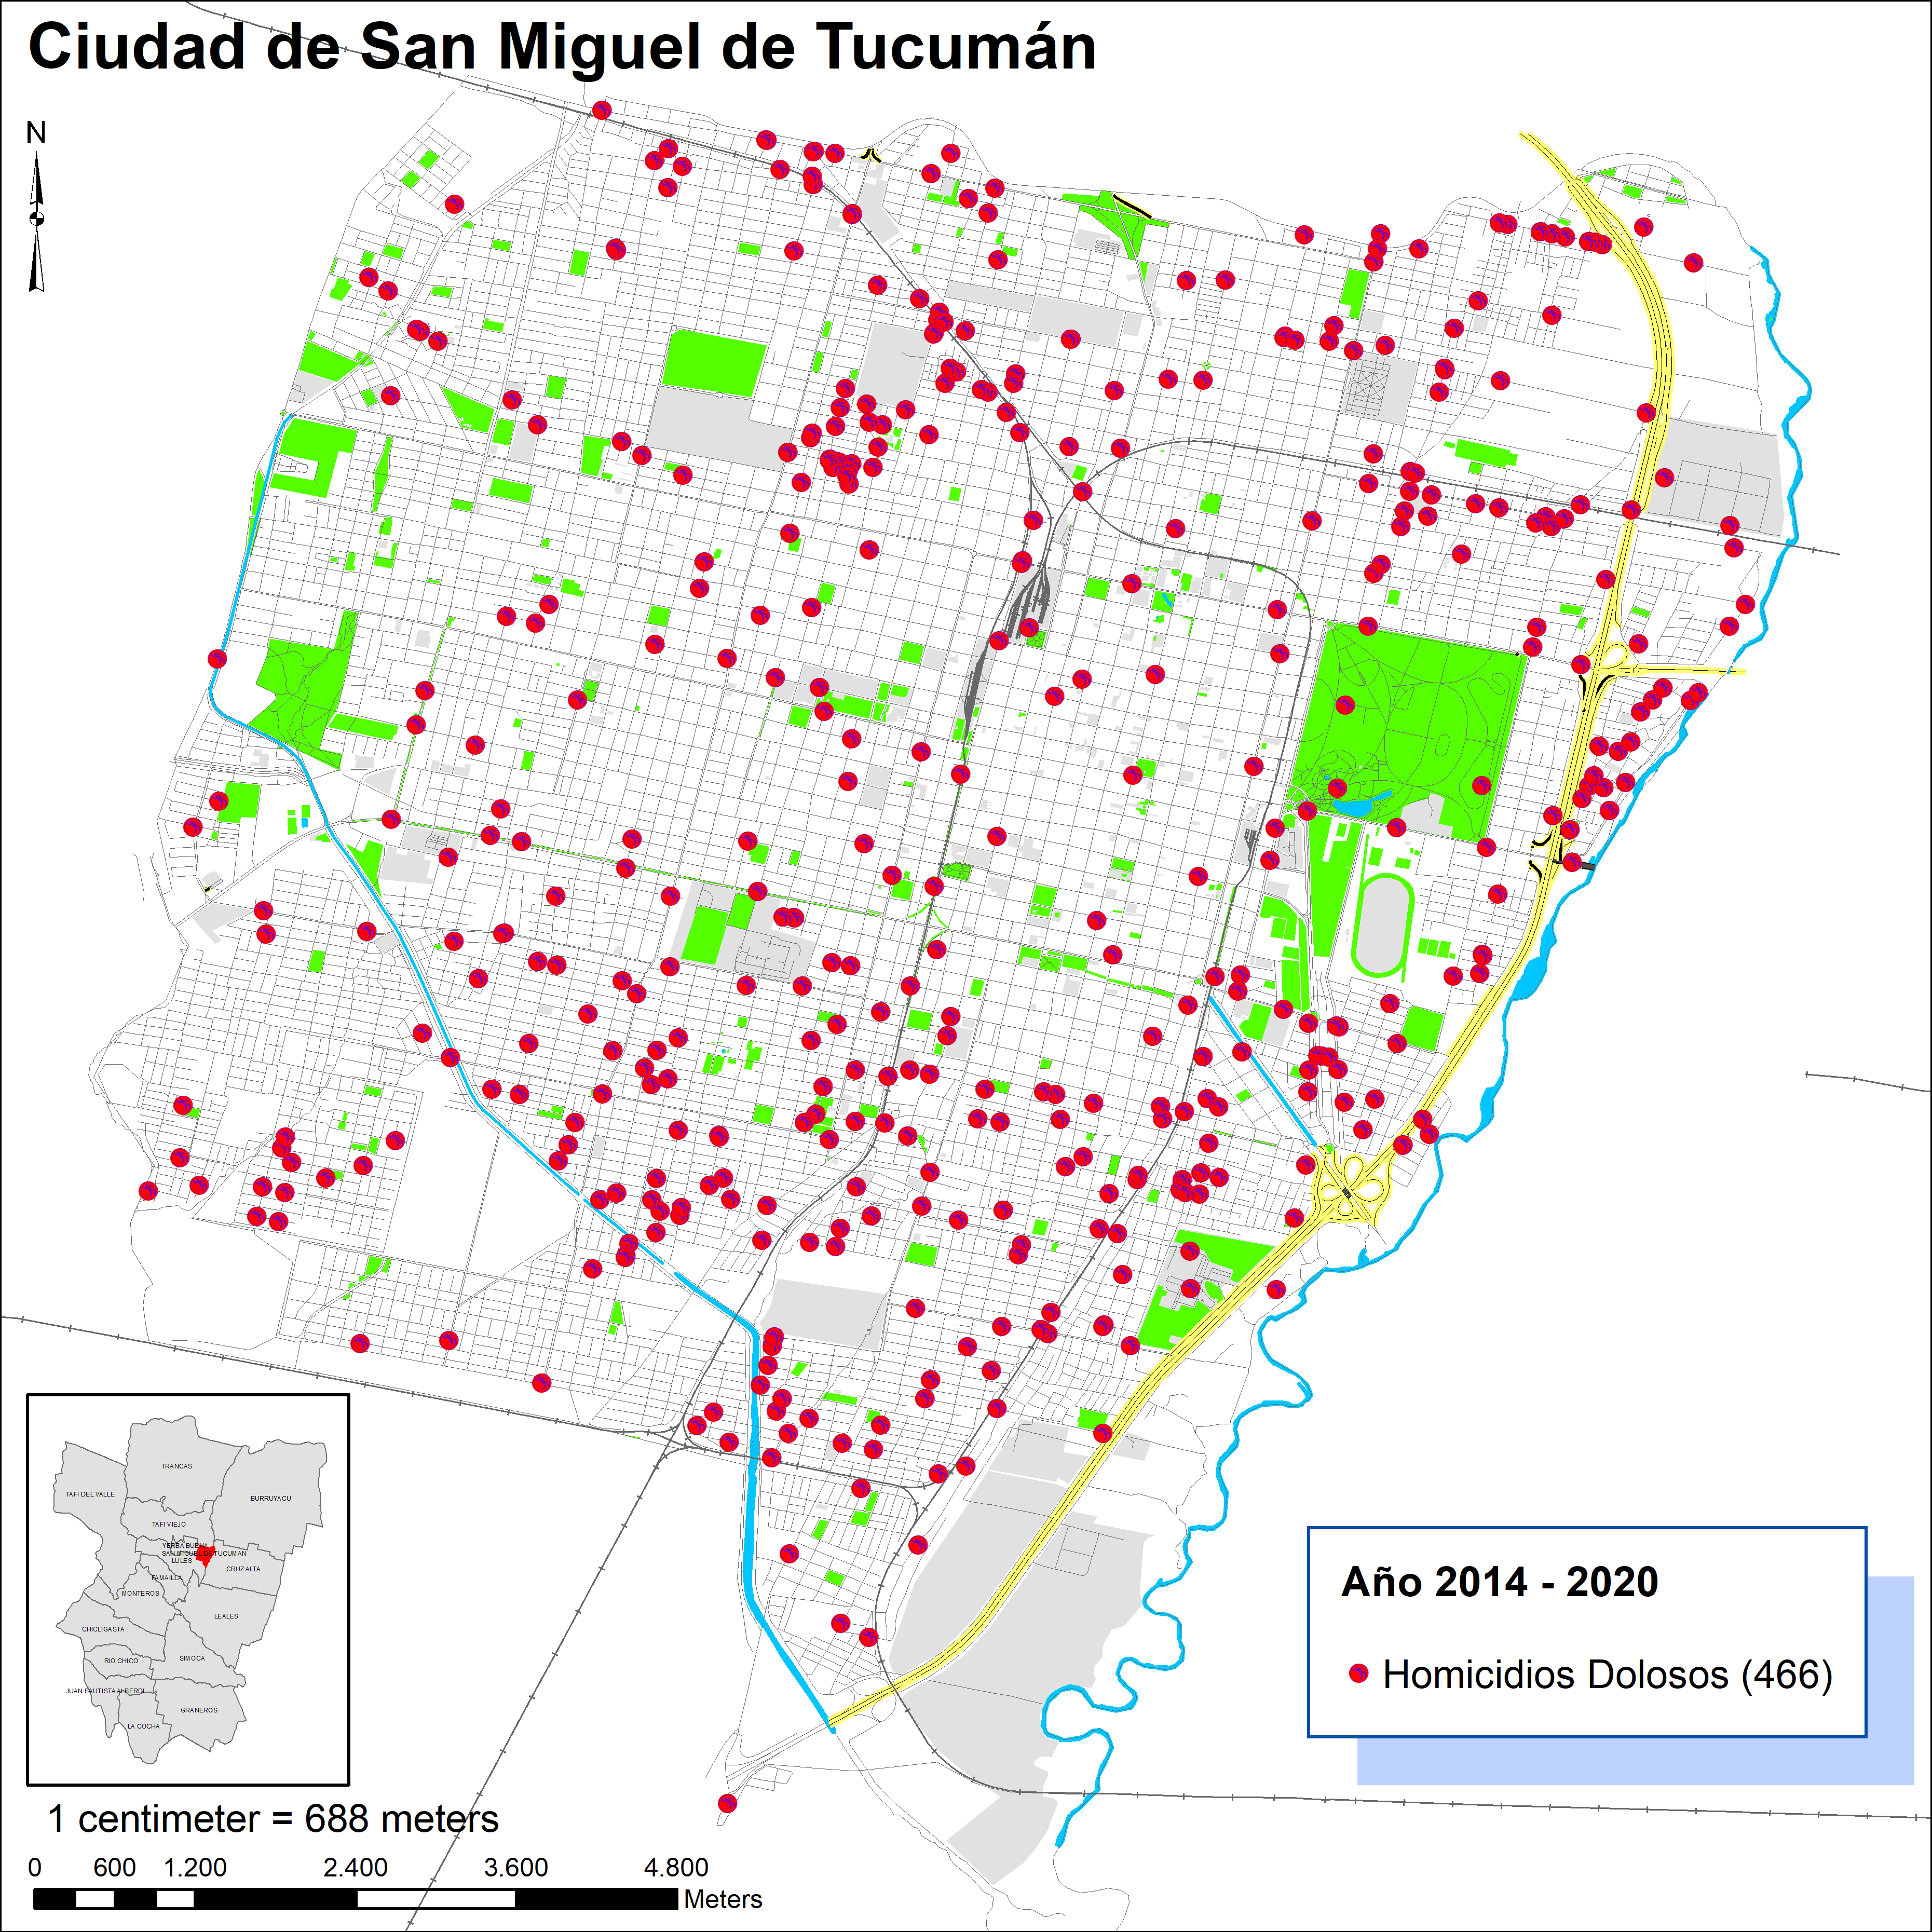 Ciudad de San Miguel de Tucumán
N
TRANCAS
TAFI DEL VALLE
BURRUYACU
TAFI VIEJO
YERBA BUENA
SAN MIGUEL DE TUCUMAN
LULES
CRUZ ALTA
FAMAILLA
MONTEROS
LEALES
CHICLIGASTA
SIMOCA
RIO CHICO
JUAN BAUTISTA ALBERDI
GRANEROS
LA COCHA
Año 2014 - 2020
Homicidios Dolosos (466)
1 centimeter = 688 meters
0 600 1.200 2.400 3.600 4.800
Meters